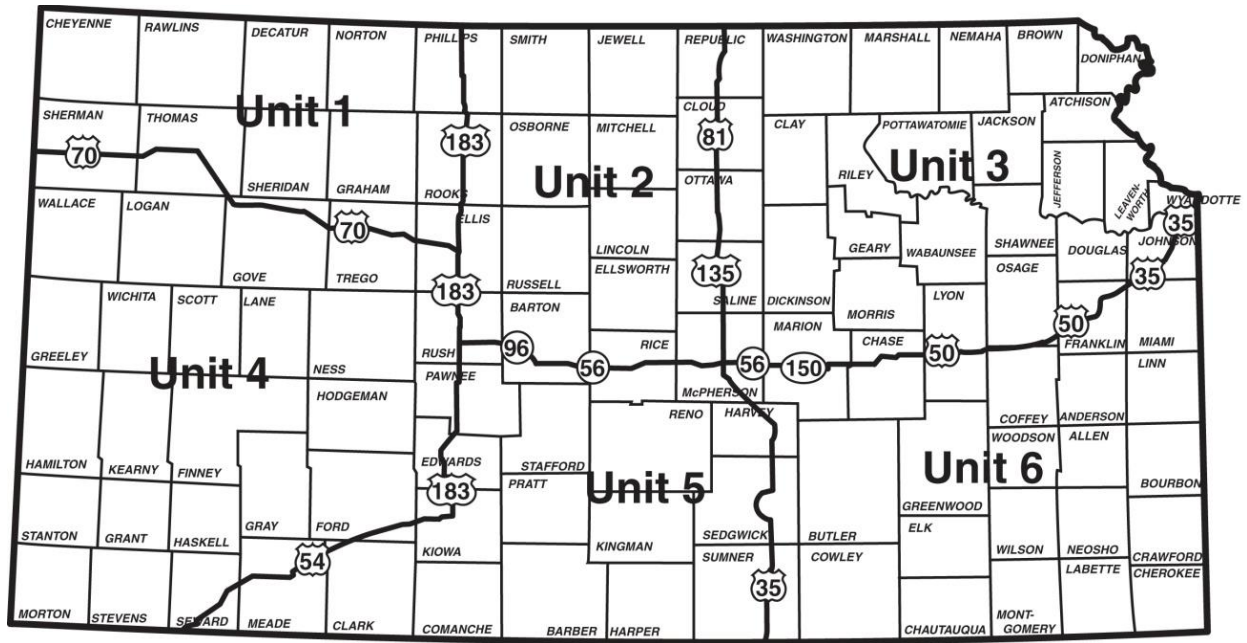 CHEYENNE
RAWLINS
DECATUR
NORTON
PHILLIPS
SMITH
JEWELL
REPUBLIC
WASHINGTON
MARSHALL
NEMAHA
BROWN
DONIPHAN
Unit 1
SHERMAN
THOMAS
183
OSBORNE
MITCHELL
CLOUD
81
CLAY
POTTAWATOMIE
JACKSON
ATCHISON
70
SHERIDAN
GRAHAM
ROOKS
Unit 2
OTTAWA
RILEY
Unit 3
JEFFERSON
LEAVEN-
WORTH
WYANDOTTE
35
WALLACE
LOGAN
70
ELLIS
LINCOLN
GEARY
WABAUNSEE
SHAWNEE
DOUGLAS
JOHNSON
GOVE
TREGO
183
RUSSELL
ELLSWORTH
135
SALINE
DICKINSON
OSAGE
35
WICHITA
SCOTT
LANE
BARTON
MORRIS
LYON
GREELEY
NESS
RUSH
96
56
RICE
56
MARION
150
CHASE
50
50
FRANKLIN
MIAMI
Unit 4
HODGEMAN
PAWNEE
McPHERSON
LINN
RENO
HARVEY
COFFEY
ANDERSON
HAMILTON
KEARNY
FINNEY
EDWARDS
183
STAFFORD
PRATT
Unit 5
Unit 6
WOODSON
ALLEN
BOURBON
STANTON
GRANT
HASKELL
GRAY
FORD
54
KIOWA
KINGMAN
SEDGWICK
SUMNER
BUTLER
COWLEY
GREENWOOD
ELK
WILSON
NEOSHO
LABETTE
CRAWFORD
CHEROKEE
MORTON
STEVENS
SEWARD
MEADE
CLARK
COMANCHE
BARBER
HARPER
35
CHAUTAUQUA
MONT-
GOMERY